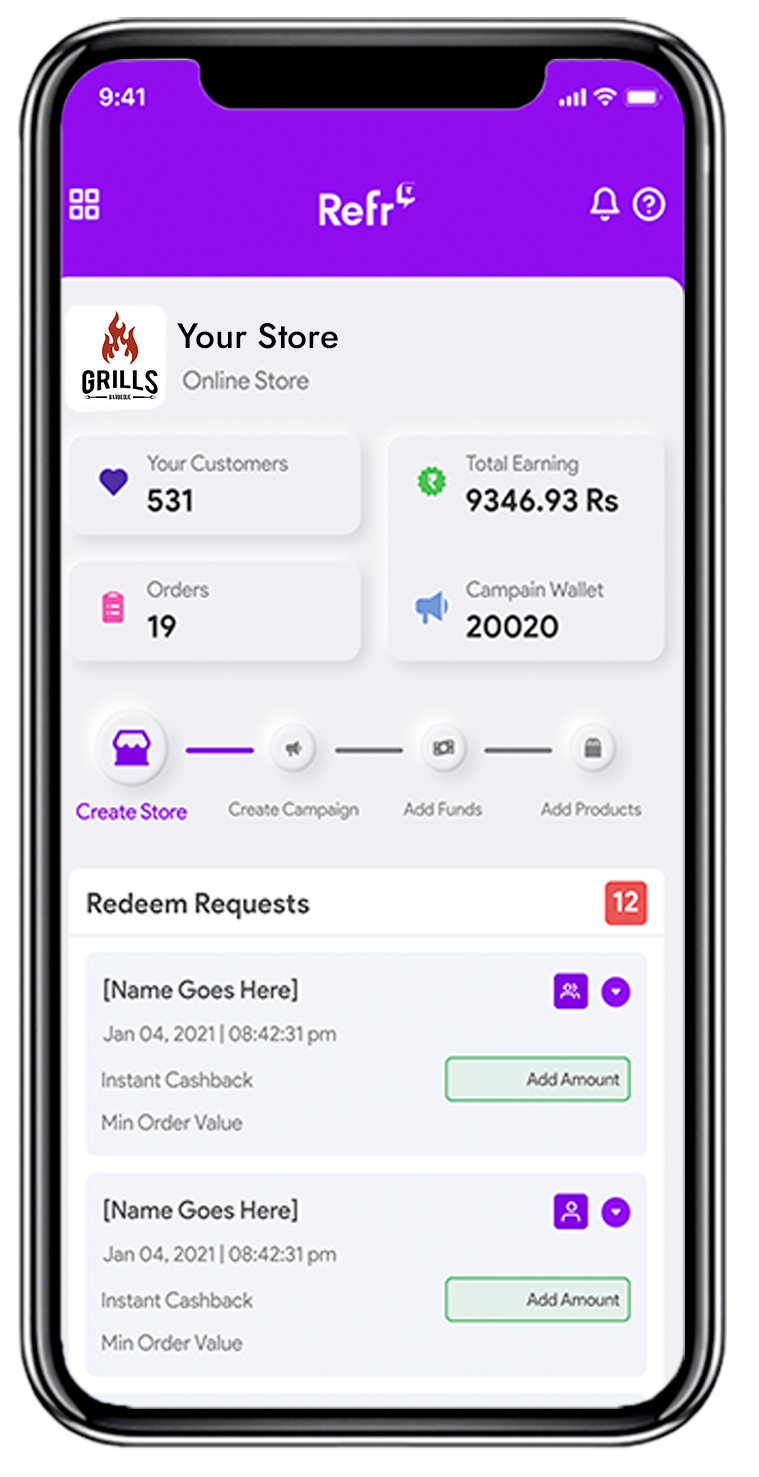 9:41
Refr
GRILLS
BARBEQUE
Your Store
Online Store
Your Customers
531
Total Earning
9346.93 Rs
Orders
19
Campain Wallet
20020
Create Store
Create Campaign
Add Funds
Add Products
Redeem Requests
12
[Name Goes Here]
Jan 04, 2021 | 08:42:31 pm
Instant Cashback
Add Amount
Min Order Value
[Name Goes Here]
Jan 04, 2021 | 08:42:31 pm
Instant Cashback
Add Amount
Min Order Value